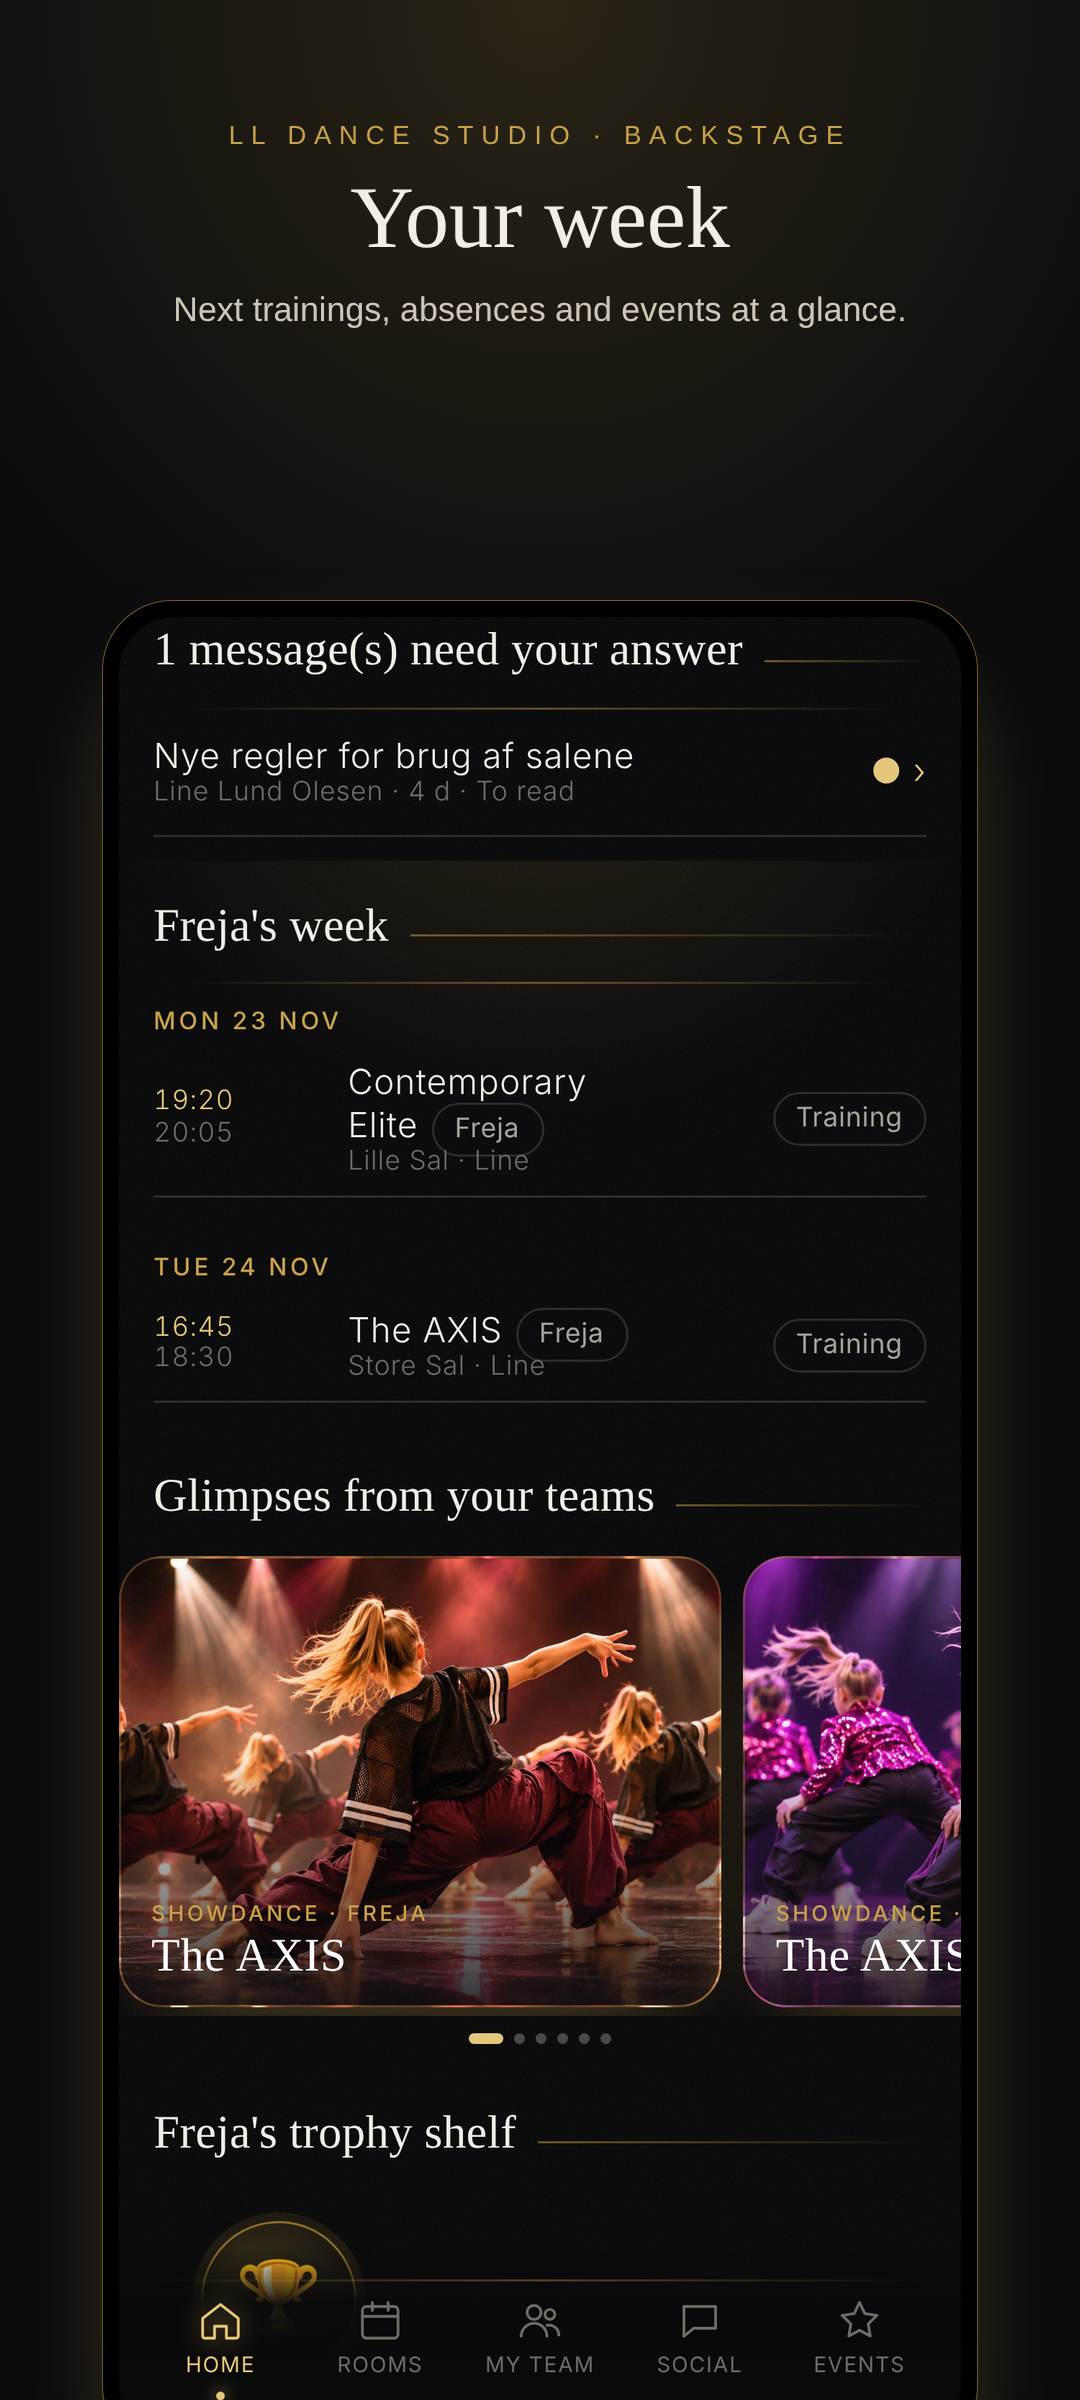 LL DANCE STUDIO · BACKSTAGE
Your week
Next trainings, absences and events at a glance.
1 message(s) need your answer
Nye regler for brug af salene
Line Lund Olesen · 4 d · To read
Freja's week
MON 23 NOV
19:20
20:05
Contemporary
Elite Freja
Lille Sal · Line
Training
TUE 24 NOV
16:45
18:30
The AXIS Freja
Store Sal · Line
Training
Glimpses from your teams
SHOWDANCE · FREJA
The AXIS
SHOWDANCE ·
The AXIS
Freja's trophy shelf
HOME
ROOMS
MY TEAM
SOCIAL
EVENTS